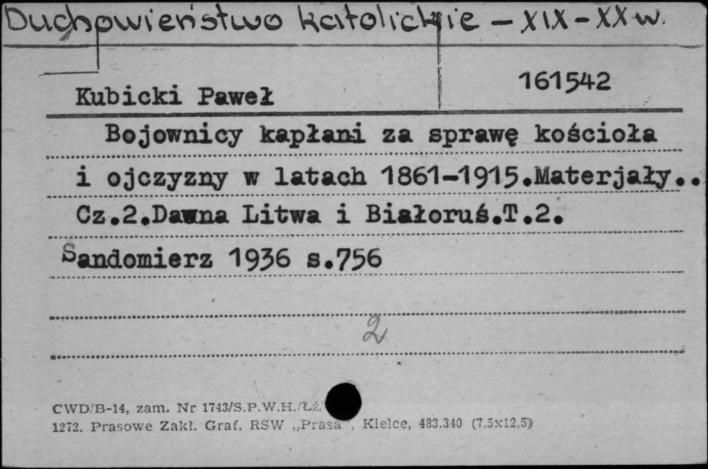 Duchowieństwo katolickie – XIX – XX w.
161542
Kubicki Paweł
Bojownicy kapłani za sprawę kościoła
i ojczyzny w latach 1861-1915.Materjały..
Cz.2.Dawna Litwa i Białoruś.T.2.
Sandomierz 1936 s.756
2
CWD/B-14, zam. Nr 1743/S.P.W.H./
1272. Prasowe Zakł. Graf. RSW „Prasa", Kielce, 483.340 (7.5x12,5)